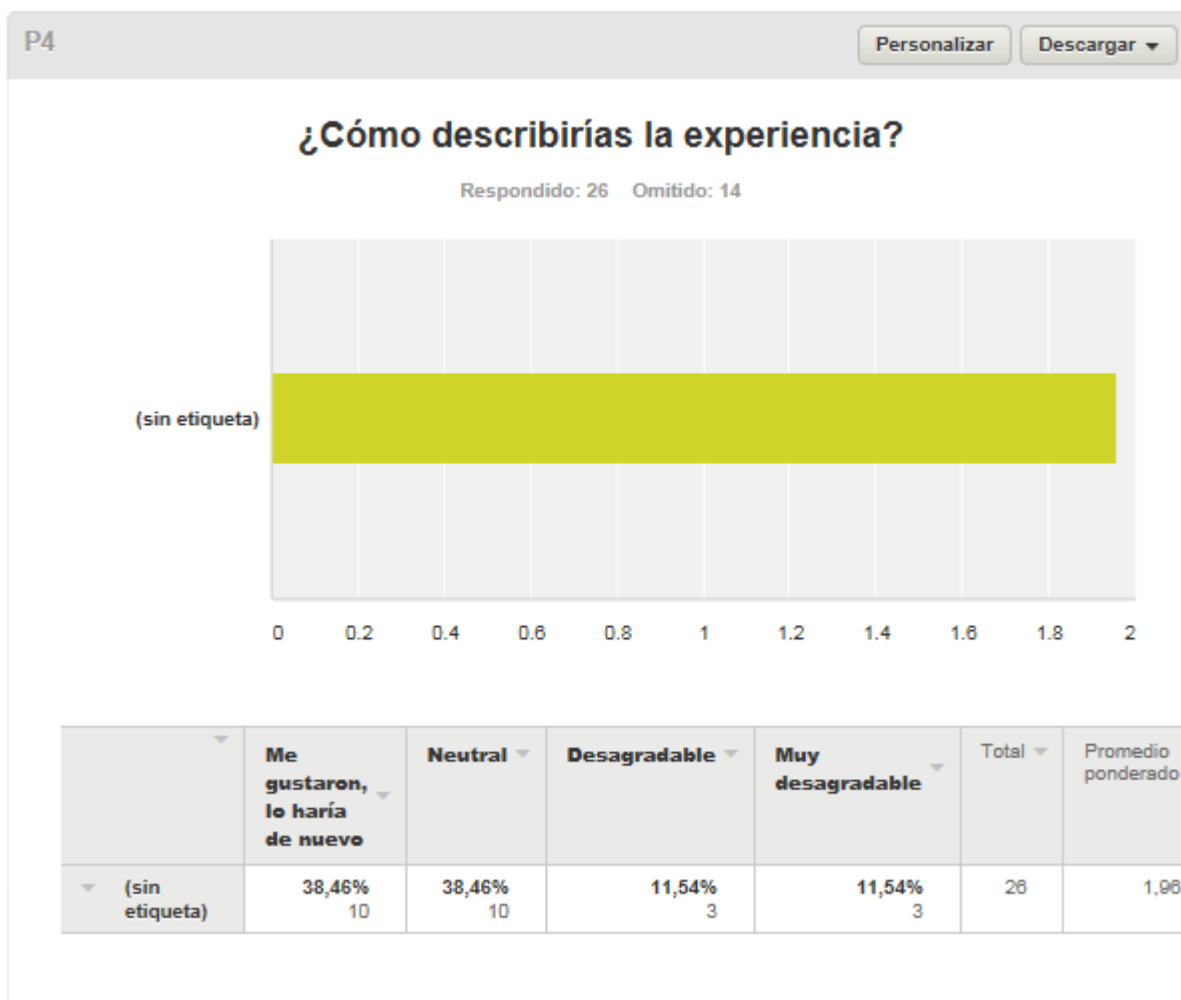 P4
Personalizar Descargar
¿Cómo describirías la experiencia?
Respondido: 26 Omitido: 14
(sin etiqueta)
0 0.2 0.4 0.6 0.8 1 1.2 1.4 1.6 1.8 2
Me gustaron, lo haría de nuevo
Neutral
Desagradable
Muy desagradable
Total
Promedio ponderado
(sin etiqueta)
38,46% 38,46% 11,54% 11,54% 26 1,96
10 10 3 3